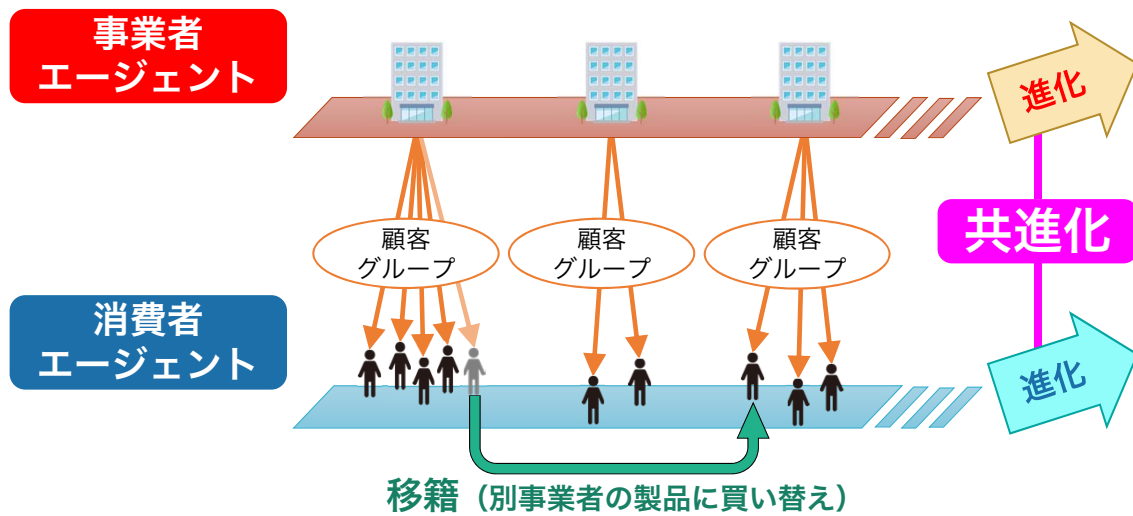 事業者
エージェント
進化
顧客
グループ
顧客
グループ
顧客
グループ
共進化
消費者
エージェント
進化
移籍（別事業者の製品に買い替え）